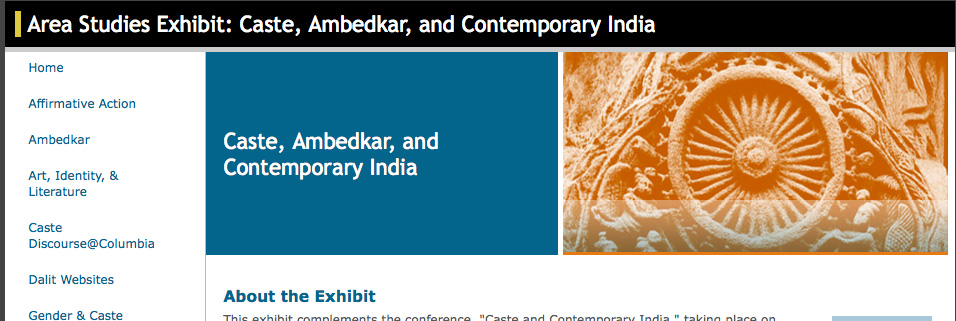 Area Studies Exhibit: Caste, Ambedkar, and Contemporary India
Home
Affirmative Action
Ambedkar
Art, Identity, &
Literature
Caste
Discourse@Columbia
Dalit Websites
Gender & Caste
Caste, Ambedkar, and
Contemporary India
About the Exhibit
This exhibit complements the conference, "Caste and Contemporary India," taking place on